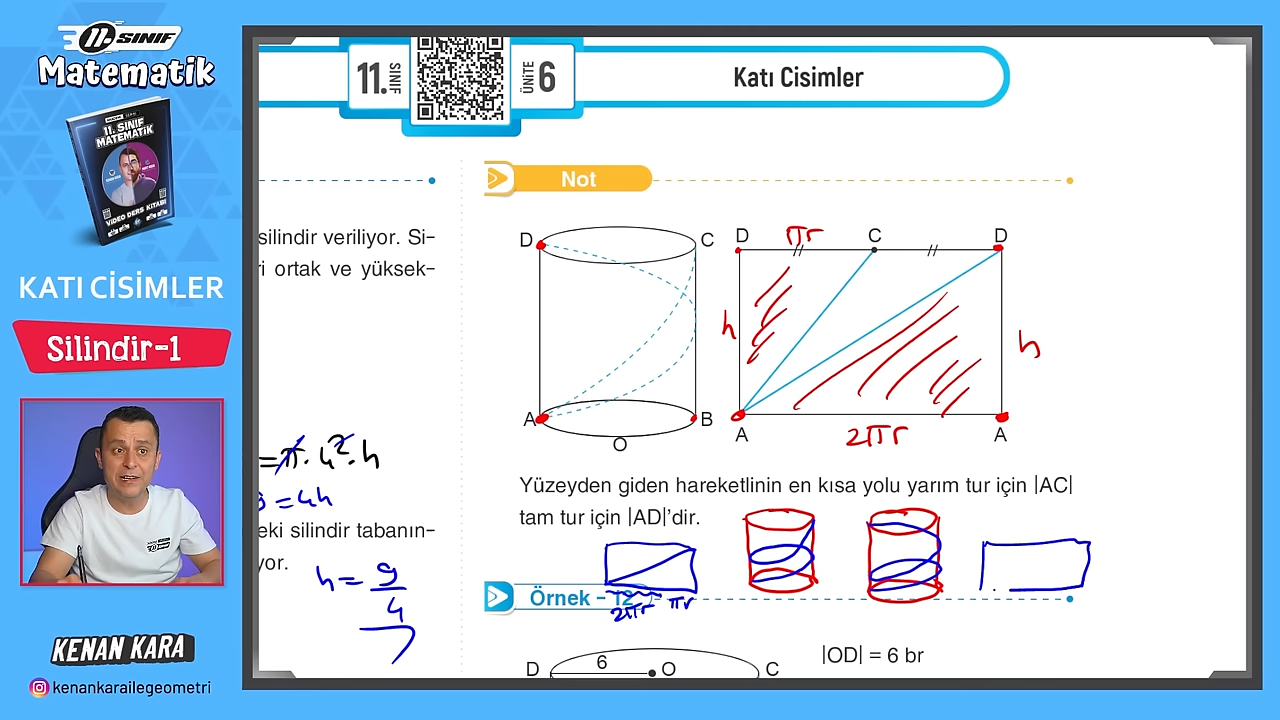 11. SINIF
Matematik
11. SINIF
MATEMATİK
VİDEO DERS KİTABI
KATI CİSİMLER
Silindir-1
KENAN KARA
kenankarailegeometri
11. SINIF
ÜNİTE 6
Katı Cisimler
silindir veriliyor. Si-
ri ortak ve yüksek-
=π·4²·h
=4h
eki silindir tabanın-
yor.
h=9/4
Not
D
C
A
B
O
D
πr
C
D
h
h
A
2πr
A
Yüzeyden giden hareketlinin en kısa yolu yarım tur için |AC|
tam tur için |AD|'dir.
Örnek - 12
2πr
πr
D
6
O
C
|OD| = 6 br